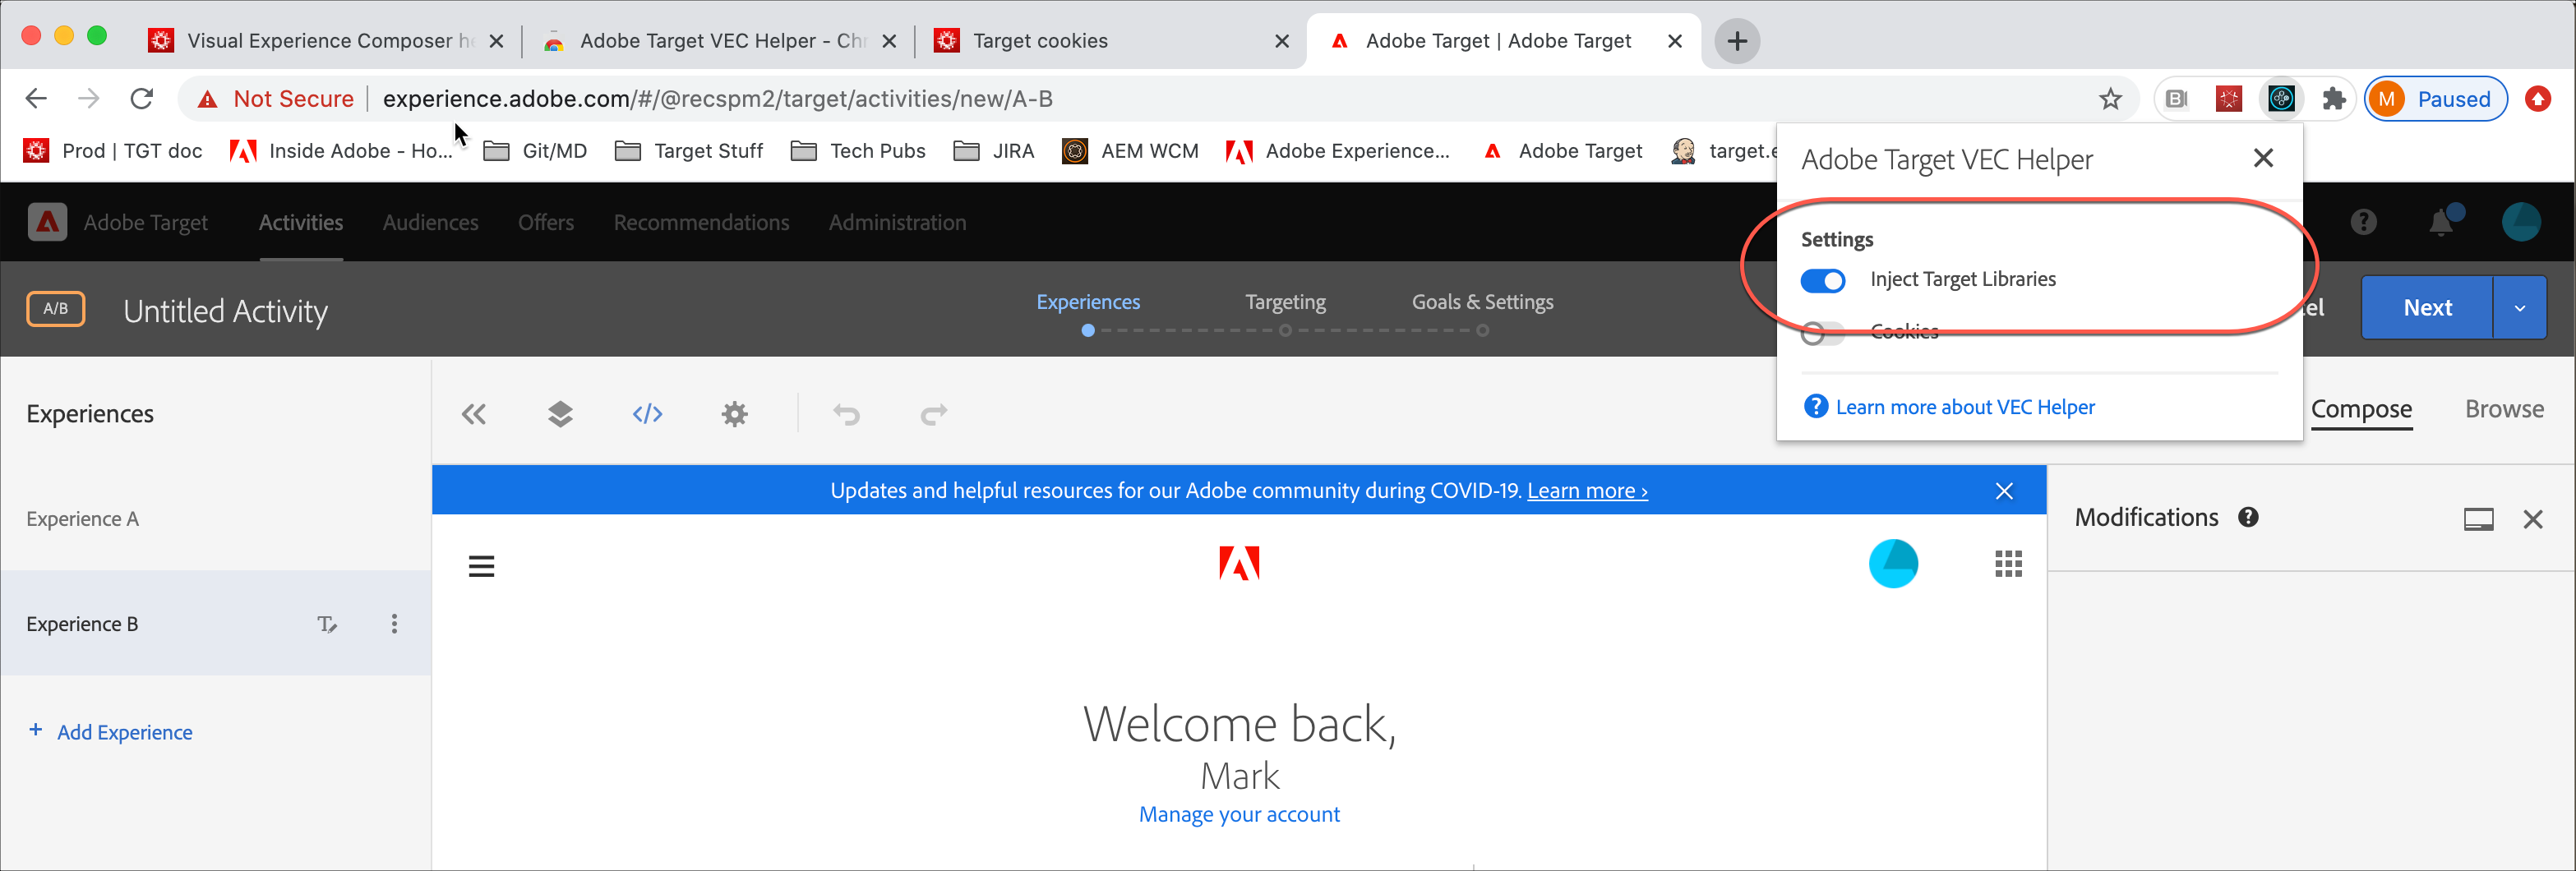 Visual Experience Composer he
Adobe Target VEC Helper - Chr
Target cookies
Adobe Target | Adobe Target
Not Secure
experience.adobe.com/#/@recspm2/target/activities/new/A-B
M Paused
Prod | TGT doc
Inside Adobe - Ho...
Git/MD
Target Stuff
Tech Pubs
JIRA
AEM WCM
Adobe Experience...
Adobe Target
target.e
Adobe Target VEC Helper
Adobe Target
Activities
Audiences
Offers
Recommendations
Administration
Settings
Inject Target Libraries
Cookies
Learn more about VEC Helper
A/B
Untitled Activity
Experiences
Targeting
Goals & Settings
el
Next
Experiences
</>
Compose
Browse
Updates and helpful resources for our Adobe community during COVID-19. Learn more ›
Experience A
Modifications
Experience B
+ Add Experience
Welcome back,
Mark
Manage your account